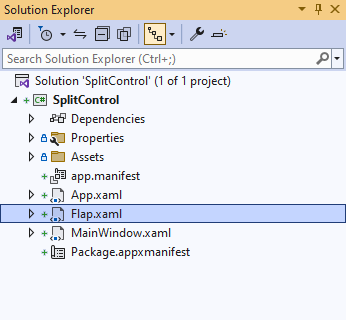 Solution Explorer
Search Solution Explorer (Ctrl+;)
Solution 'SplitControl' (1 of 1 project)
C# SplitControl
Dependencies
Properties
Assets
app.manifest
App.xaml
Flap.xaml
MainWindow.xaml
Package.appxmanifest